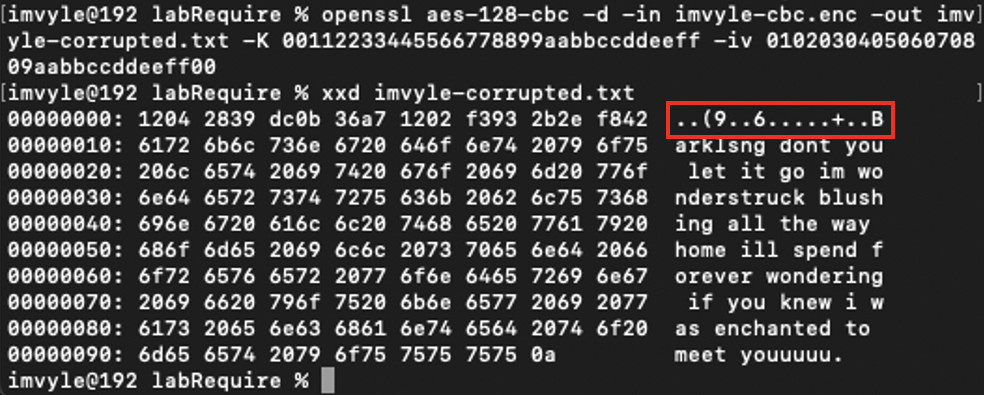 [imvyle@192 labRequire % openssl aes-128-cbc -d -in imvyle-cbc.enc -out imv]
yle-corrupted.txt -K 00112233445566778899aabbccddeeff -iv 0102030405060708
09aabbccddeeff00
[imvyle@192 labRequire % xxd imvyle-corrupted.txt ]
00000000: 1204 2839 dc0b 36a7 1202 f393 2b2e f842 ..(9..6.....+..B
00000010: 6172 6b6c 736e 6720 646f 6e74 2079 6f75 arklsng dont you
00000020: 206c 6574 2069 7420 676f 2069 6d20 776f  let it go im wo
00000030: 6e64 6572 7374 7275 636b 2062 6c75 7368 nderstruck blush
00000040: 696e 6720 616c 6c20 7468 6520 7761 7920 ing all the way
00000050: 686f 6d65 2069 6c6c 2073 7065 6e64 2066 home ill spend f
00000060: 6f72 6576 6572 2077 6f6e 6465 7269 6e67 orever wondering
00000070: 2069 6620 796f 7520 6b6e 6577 2069 2077  if you knew i w
00000080: 6173 2065 6e63 6861 6e74 6564 2074 6f20 as enchanted to
00000090: 6d65 6574 2079 6f75 7575 7575 0a meet youuuuu.
imvyle@192 labRequire %